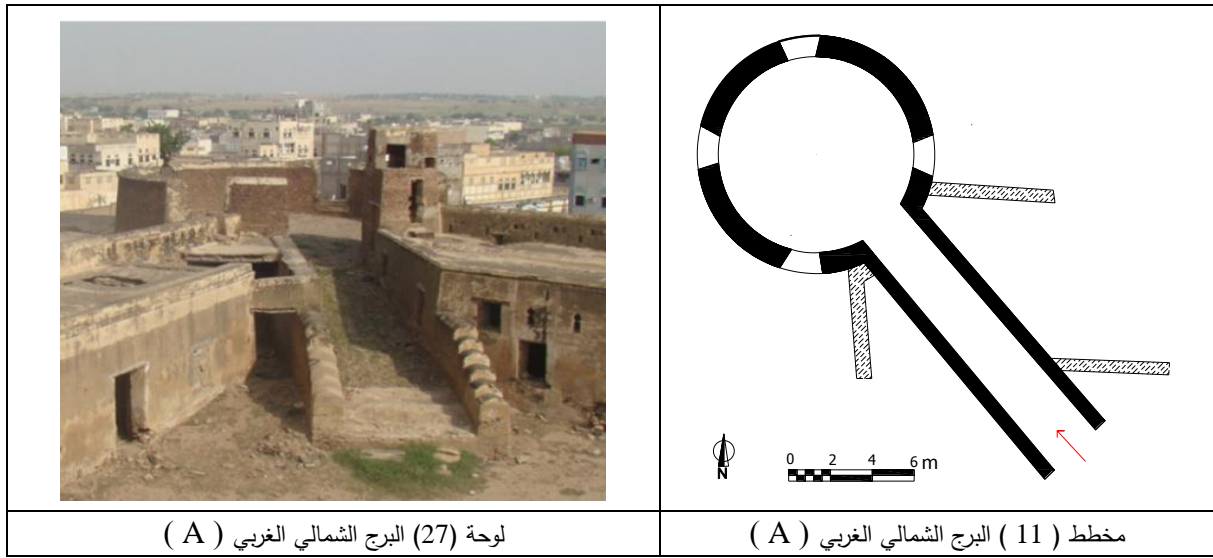 N
0 2 4 6 m
مخطط ( 11 ) البرج الشمالي الغربي ( A )
لوحة (27) البرج الشمالي الغربي ( A )